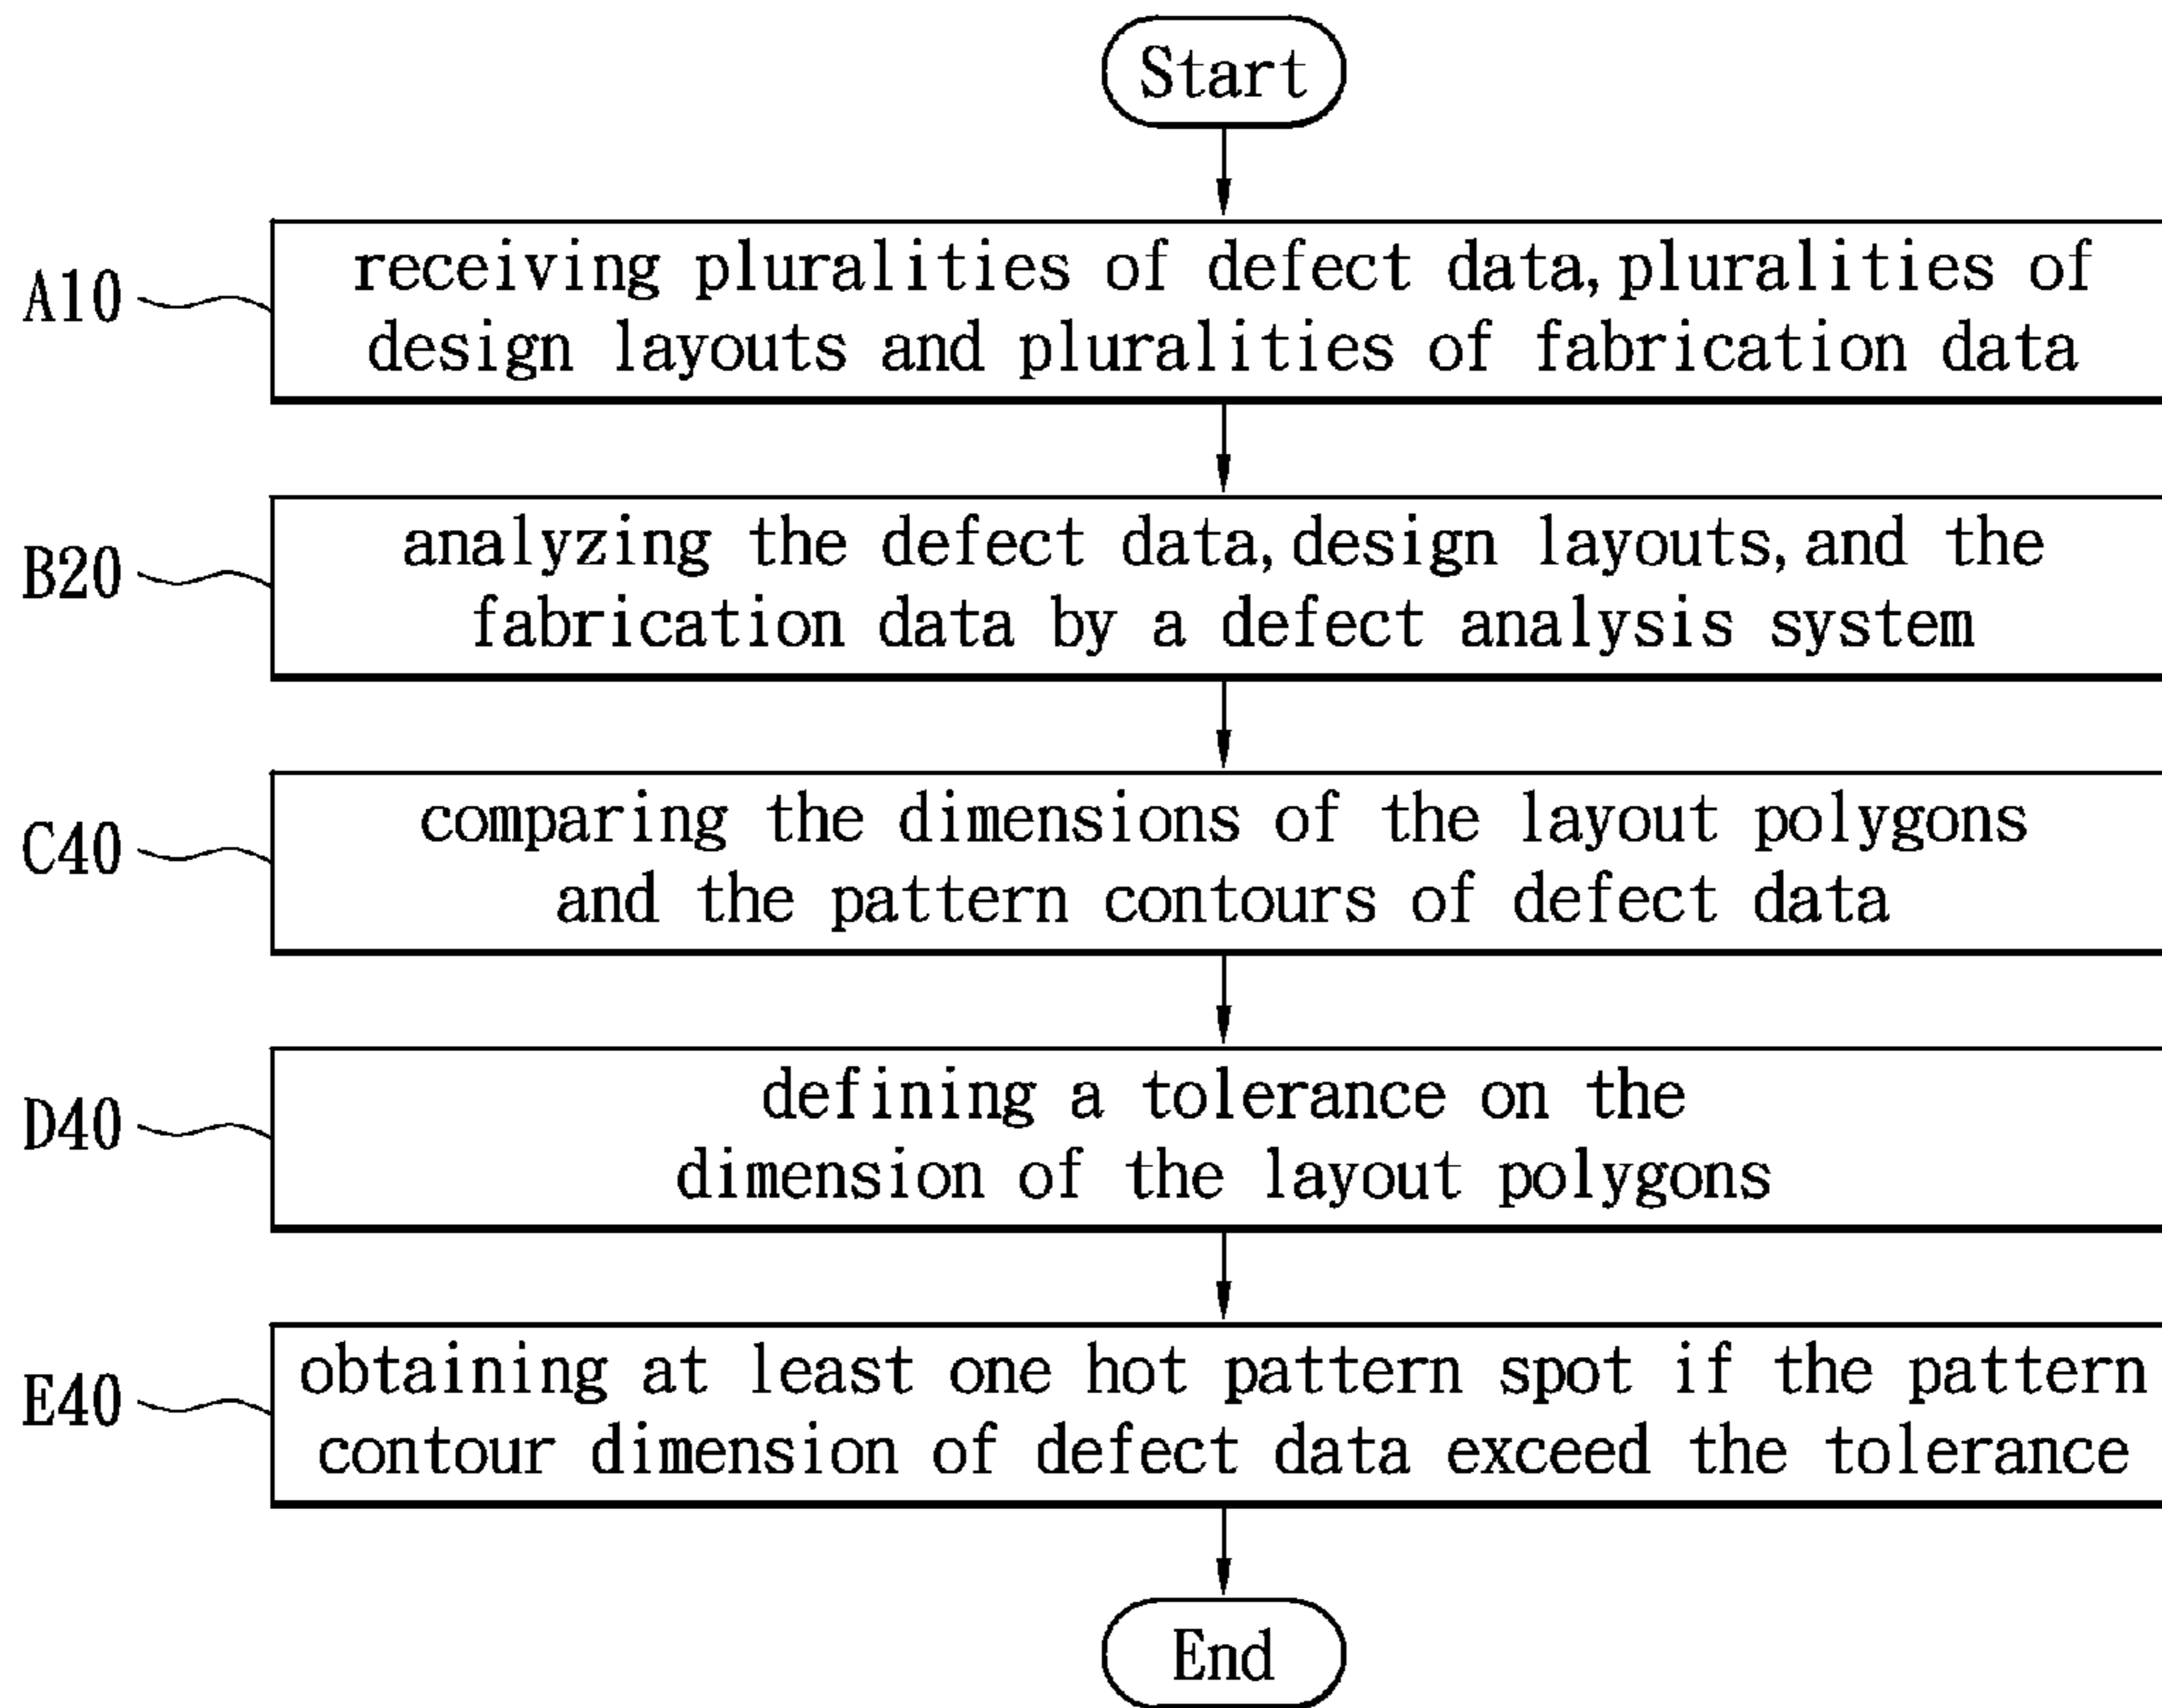 Start
A10
receiving pluralities of defect data, pluralities of
design layouts and pluralities of fabrication data
B20
analyzing the defect data, design layouts, and the
fabrication data by a defect analysis system
C40
comparing the dimensions of the layout polygons
and the pattern contours of defect data
D40
defining a tolerance on the
dimension of the layout polygons
E40
obtaining at least one hot pattern spot if the pattern
contour dimension of defect data exceed the tolerance
End